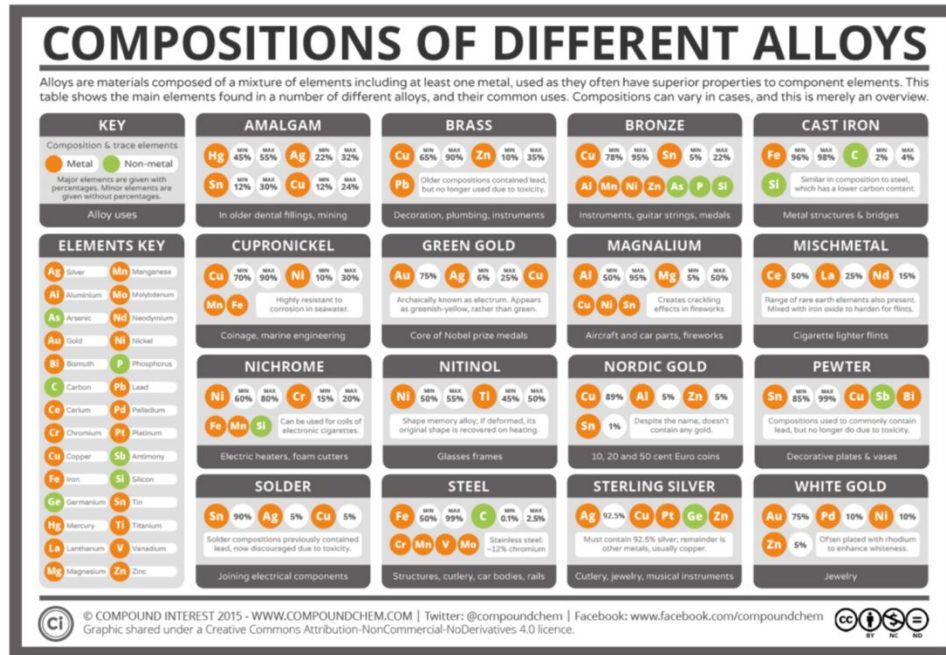 COMPOSITIONS OF DIFFERENT ALLOYS
Alloys are materials composed of a mixture of elements including at least one metal, used as they often have superior properties to component elements. This
table shows the main elements found in a number of different alloys, and their common uses. Compositions can vary in cases, and this is merely an overview.
KEY
Composition & trace elements
Metal Non-metal
Major elements are given with
percentages. Minor elements are
given without percentages.
Alloy uses
AMALGAM
Hg MIN 45% MAX 55% Ag MIN 22% MAX 32%
Sn MIN 12% MAX 30% Cu MIN 12% MAX 24%
In older dental fillings, mining
BRASS
Cu MIN 65% MAX 90% Zn MIN 10% MAX 35%
Pb Older compositions contained lead,
but no longer used due to toxicity.
Decoration, plumbing, instruments
BRONZE
Cu MIN 78% MAX 95% Sn MIN 5% MAX 22%
Al Mn Ni Zn As P Si
Instruments, guitar strings, medals
CAST IRON
Fe MIN 96% MAX 98% C MIN 2% MAX 4%
Si Similar in composition to steel,
which has a lower carbon content.
Metal structures & bridges
ELEMENTS KEY
Ag Silver Mn Manganese
Al Aluminium Mo Molybdenum
As Arsenic Nd Neodymium
Au Gold Ni Nickel
Bi Bismuth P Phosphorus
C Carbon Pb Lead
Ce Cerium Pd Palladium
Cr Chromium Pt Platinum
Cu Copper Sb Antimony
Fe Iron Si Silicon
Ge Germanium Sn Tin
Hg Mercury Ti Titanium
La Lanthanum V Vanadium
Mg Magnesium Zn Zinc
CUPRONICKEL
Cu MIN 70% MAX 90% Ni MIN 10% MAX 30%
Mn Fe Highly resistant to
corrosion in seawater.
Coinage, marine engineering
GREEN GOLD
Au 75% Ag MIN 6% MAX 25% Cu
Archaically known as electrum. Appears
as greenish-yellow, rather than green.
Core of Nobel prize medals
MAGNALIUM
Al MIN 50% MAX 95% Mg MIN 5% MAX 50%
Cu Ni Sn Creates crackling
effects in fireworks
Aircraft and car parts, fireworks
MISCHMETAL
Ce 50% La 25% Nd 15%
Range of rare earth elements also present.
Mixed with iron oxide to harden for flints.
Cigarette lighter flints
NICHROME
Ni MIN 60% MAX 80% Cr MIN 15% MAX 20%
Fe Mn Si Can be used for coils of
electronic cigarettes.
Electric heaters, foam cutters
NITINOL
Ni MIN 50% MAX 55% Ti MIN 45% MAX 50%
Shape memory alloy; if deformed, its
original shape is recovered on heating.
Glasses frames
NORDIC GOLD
Cu 89% Al 5% Zn 5%
Sn 1% Despite the name, doesn't
contain any gold.
10, 20 and 50 cent Euro coins
PEWTER
Sn MIN 85% MAX 99% Cu Sb Bi
Compositions used to commonly contain
lead, but no longer do due to toxicity.
Decorative plates & vases
SOLDER
Sn 90% Ag 5% Cu 5%
Solder compositions previously contained
lead, now discouraged due to toxicity.
Joining electrical components
STEEL
Fe MIN 50% MAX 99% C MIN 0.1% MAX 2.5%
Cr Mn V Mo Stainless steel:
~12% chromium
Structures, cutlery, car bodies, rails
STERLING SILVER
Ag 92.5% Cu Pt Ge Zn
Must contain 92.5% silver; remainder is
other metals, usually copper.
Cutlery, jewelry, musical instruments
WHITE GOLD
Au 75% Pd 10% Ni 10%
Zn 5% Often plated with rhodium
to enhance whiteness.
Jewelry
Ci © COMPOUND INTEREST 2015 - WWW.COMPOUNDCHEM.COM | Twitter: @compoundchem | Facebook: www.facebook.com/compoundchem
Graphic shared under a Creative Commons Attribution-NonCommercial-NoDerivatives 4.0 licence.
cc BY NC ND